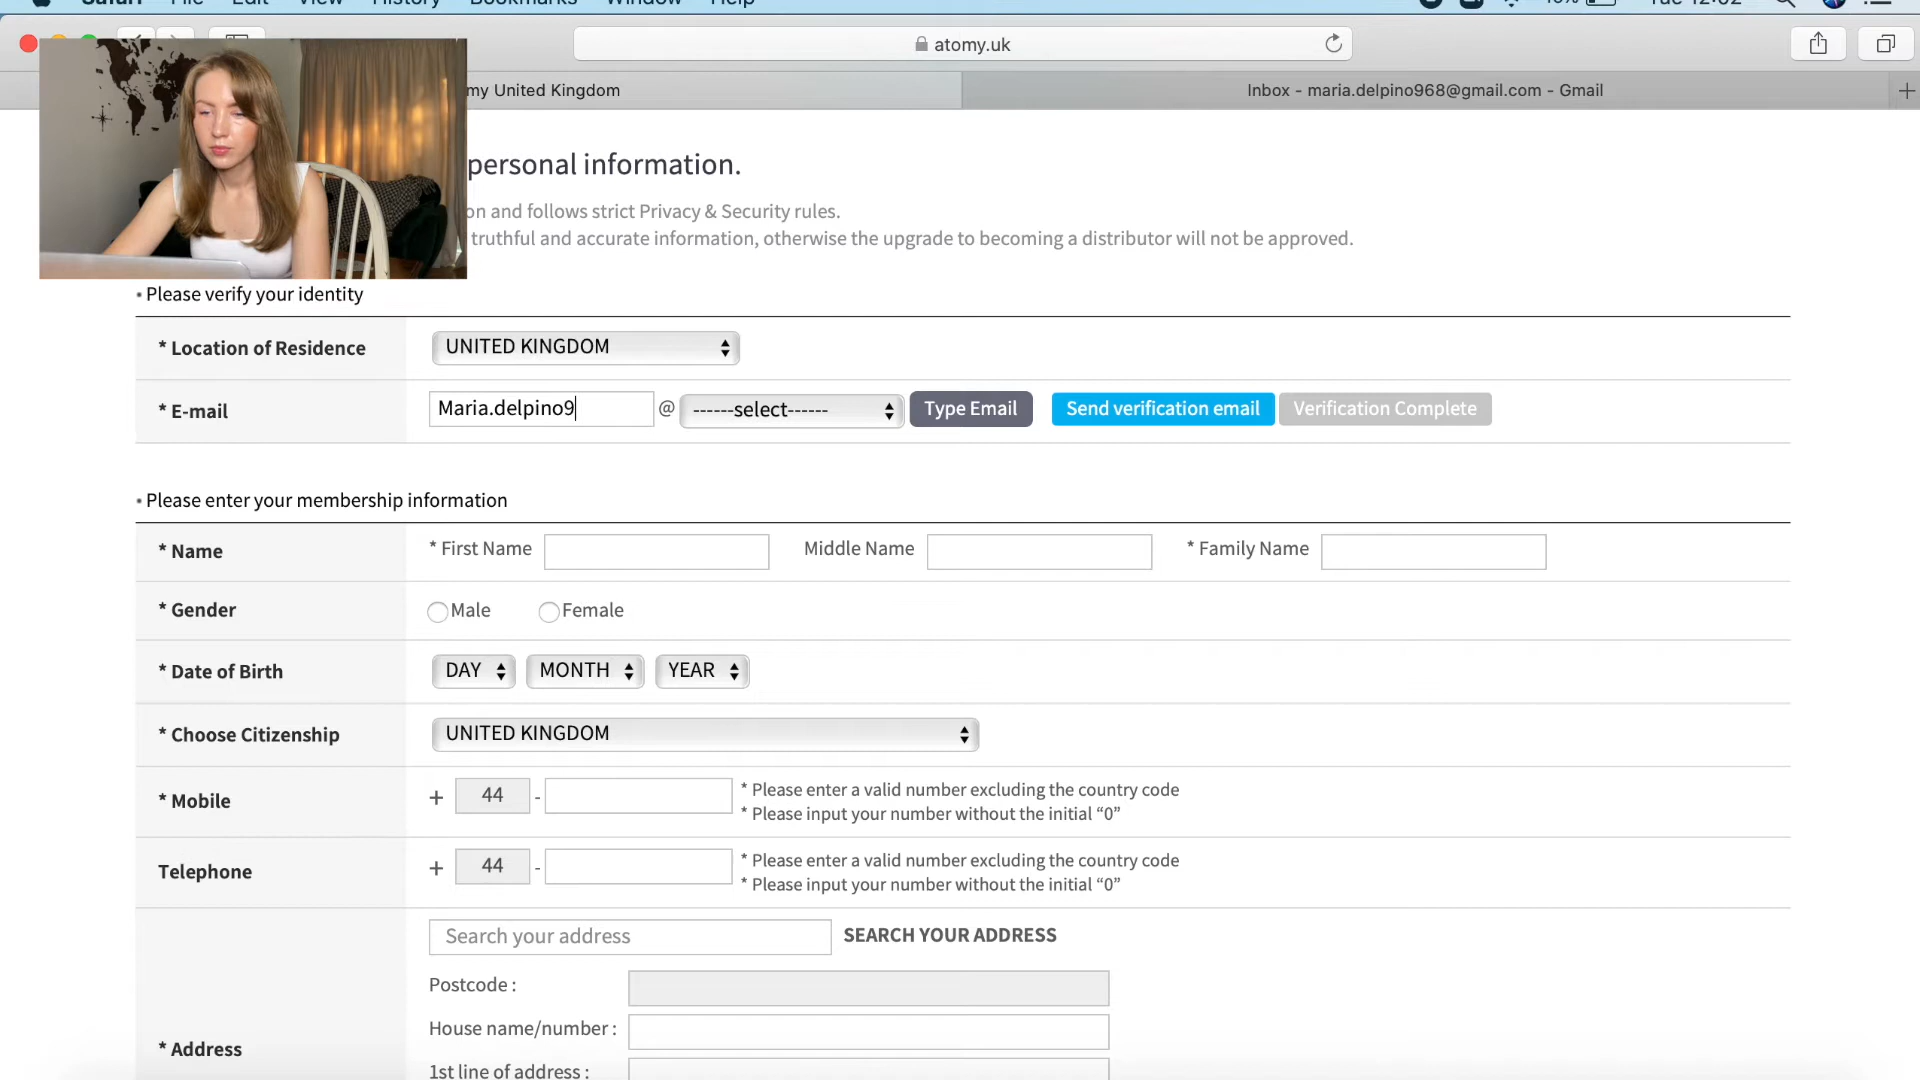 atomy.uk
my United Kingdom
Inbox - maria.delpino968@gmail.com - Gmail
personal information.
on and follows strict Privacy & Security rules.
truthful and accurate information, otherwise the upgrade to becoming a distributor will not be approved.
• Please verify your identity
* Location of Residence UNITED KINGDOM
* E-mail Maria.delpino9 @ ------select------ Type Email Send verification email Verification Complete
• Please enter your membership information
* Name * First Name Middle Name * Family Name
* Gender Male Female
* Date of Birth DAY MONTH YEAR
* Choose Citizenship UNITED KINGDOM
* Mobile + 44 - * Please enter a valid number excluding the country code
* Please input your number without the initial “0”
Telephone + 44 - * Please enter a valid number excluding the country code
* Please input your number without the initial “0”
Search your address SEARCH YOUR ADDRESS
Postcode :
House name/number :
* Address
1st line of address :